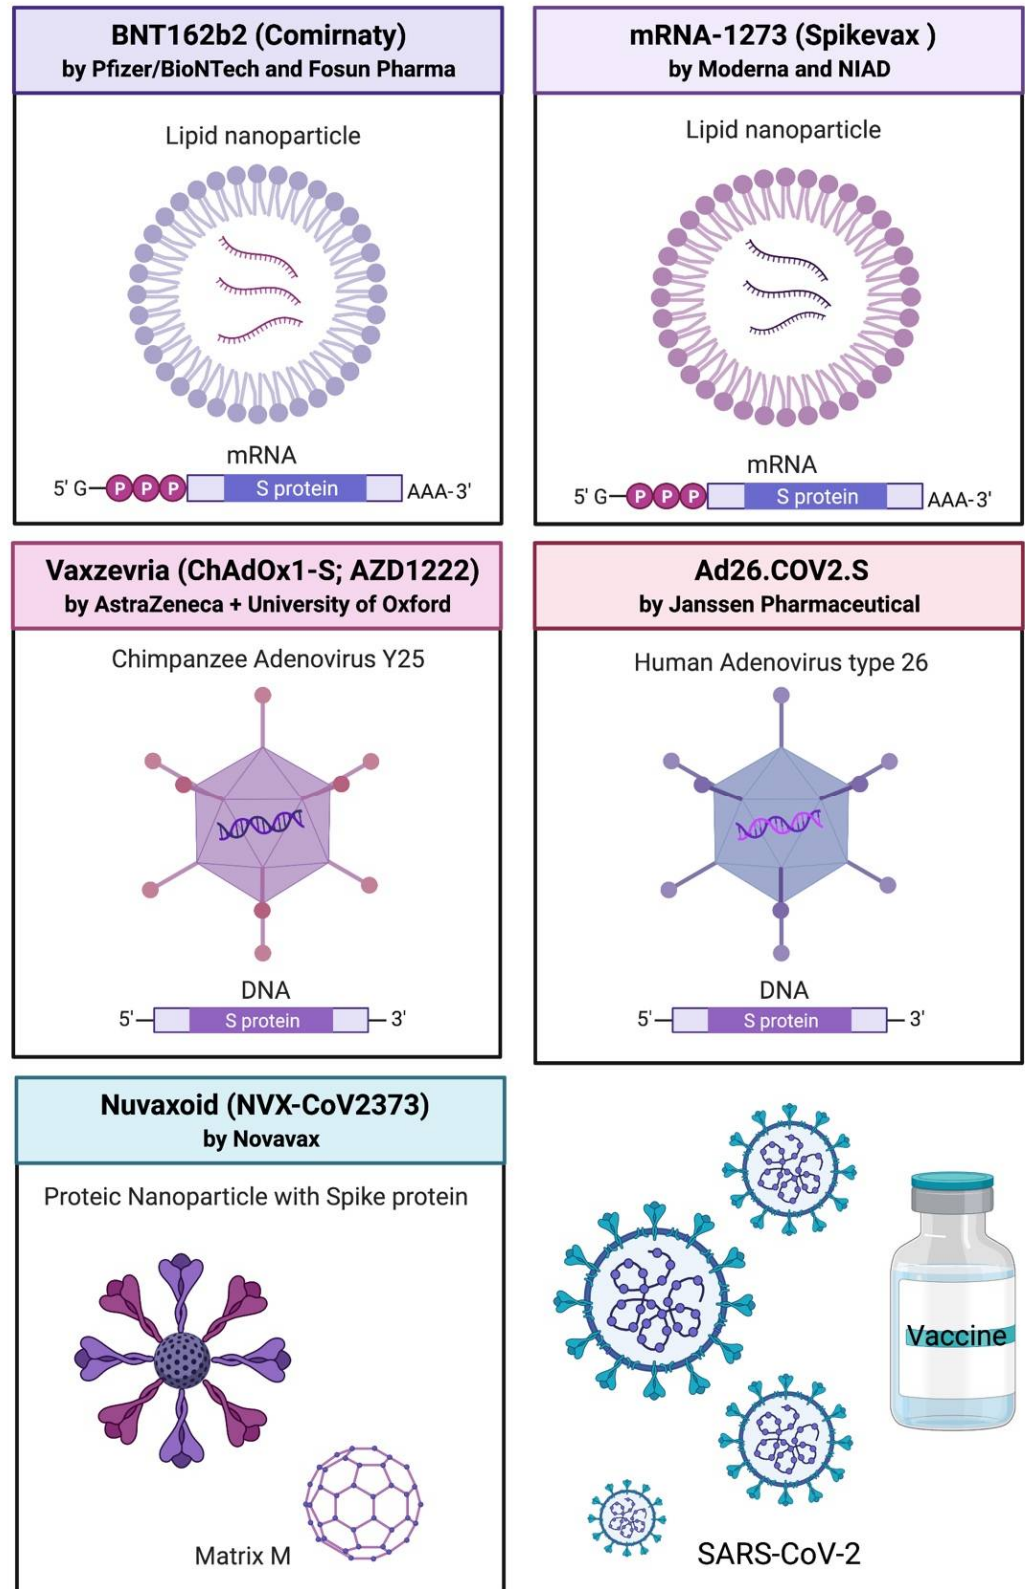 BNT162b2 (Comirnaty)
by Pfizer/BioNTech and Fosun Pharma
Lipid nanoparticle
mRNA
5' G P P P S protein AAA-3'
mRNA-1273 (Spikevax )
by Moderna and NIAD
Lipid nanoparticle
mRNA
5' G P P P S protein AAA-3'
Vaxzevria (ChAdOx1-S; AZD1222)
by AstraZeneca + University of Oxford
Chimpanzee Adenovirus Y25
DNA
5' S protein 3'
Ad26.COV2.S
by Janssen Pharmaceutical
Human Adenovirus type 26
DNA
5' S protein 3'
Nuvaxoid (NVX-CoV2373)
by Novavax
Proteic Nanoparticle with Spike protein
Matrix M
Vaccine
SARS-CoV-2